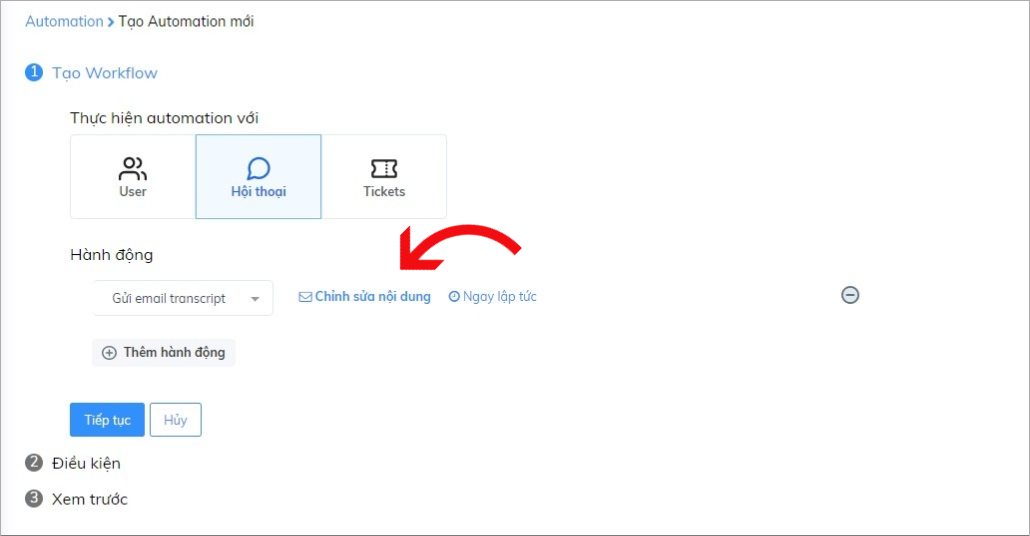 Automation > Tạo Automation mới
1 Tạo Workflow
Thực hiện automation với
User Hội thoại Tickets
Hành động
Gửi email transcript Chỉnh sửa nội dung Ngay lập tức
Thêm hành động
Tiếp tục Hủy
2 Điều kiện
3 Xem trước